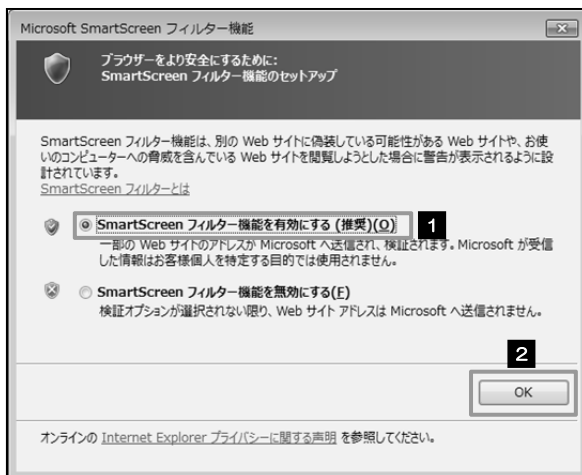 Microsoft SmartScreen フィルター機能
ブラウザーをより安全にするために:
SmartScreen フィルター機能のセットアップ
SmartScreen フィルター機能は、別の Web サイトに偽装している可能性がある Web サイトや、お使
いのコンピューターへの脅威を含んでいる Web サイトを閲覧しようとした場合に警告が表示されるように設
計されています。
SmartScreen フィルターとは
SmartScreen フィルター機能を有効にする (推奨)(O)
1
一部の Web サイトのアドレスが Microsoft へ送信され、検証されます。Microsoft が受信
した情報はお客様個人を特定する目的では使用されません。
SmartScreen フィルター機能を無効にする(F)
検証オプションが選択されない限り、Web サイト アドレスは Microsoft へ送信されません。
2
OK
オンラインの Internet Explorer プライバシーに関する声明 を参照してください。